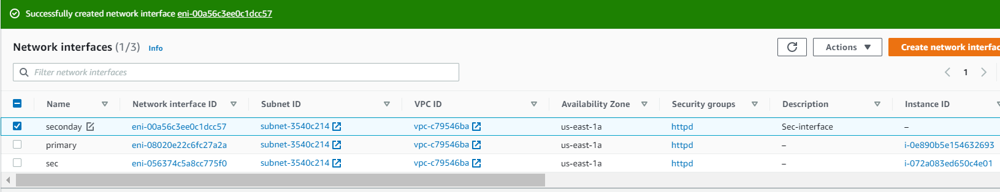 Successfully created network interface eni-00a56c3ee0c1dcc57
Network interfaces (1/3) Info
Actions
Create network interfac
Filter network interfaces
1
Name Network interface ID Subnet ID VPC ID Availability Zone Security groups Description Instance ID
seconday eni-00a56c3ee0c1dcc57 subnet-3540c214 vpc-c79546ba us-east-1a httpd Sec-interface –
primary eni-08020e22c6fc27a2a subnet-3540c214 vpc-c79546ba us-east-1a httpd – i-0e890b5e154632693
sec eni-056374c5a8cc775f0 subnet-3540c214 vpc-c79546ba us-east-1a httpd – i-072a083ed650c4e01